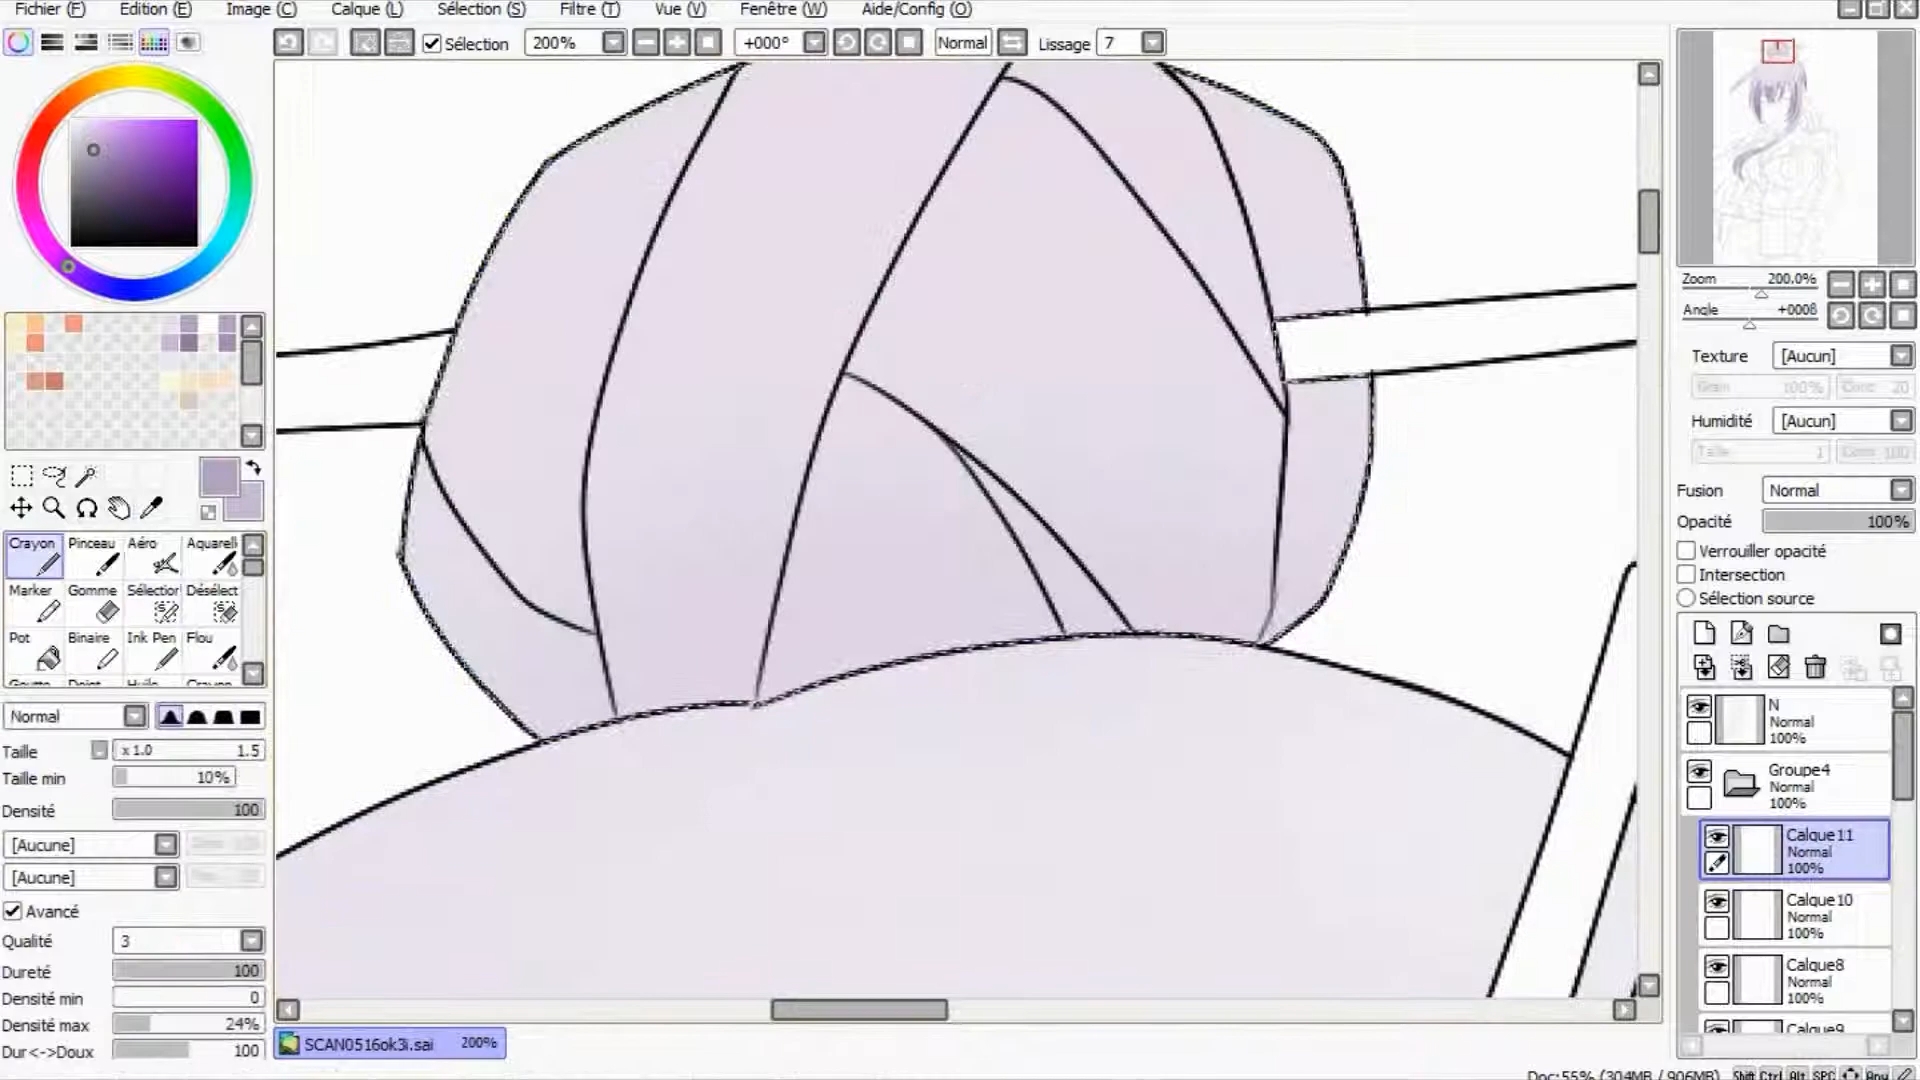 Fichier (F) Edition (E) Image (C) Calque (L) Sélection (S) Filtre (T) Vue (V) Fenêtre (W) Aide/Config (O)
Sélection 200% +000° Normal Lissage 7
Zoom 200.0%
Angle +0008
Texture [Aucun]
100% 20
Humidité [Aucun]
Taille 1 100
Fusion Normal
Opacité 100%
Verrouiller opacité
Intersection
Sélection source
Crayon Pinceau Aéro Aquarell
Marker Gomme Sélection Désélect
Pot Binaire Ink Pen Flou
Normal
Taille x 1.0 1.5
Taille min 10%
Densité 100
[Aucune]
[Aucune]
Avancé
Qualité 3
Dureté 100
Densité min 0
Densité max 24%
Dur<->Doux 100
N
Normal
100%
Groupe4
Normal
100%
Calque11
Normal
100%
Calque10
Normal
100%
Calque8
Normal
100%
Calque9
SCAN0516ok3i.sai 200%
Doc:55% (304MB / 906MB) Shift Ctrl Alt SPC Any